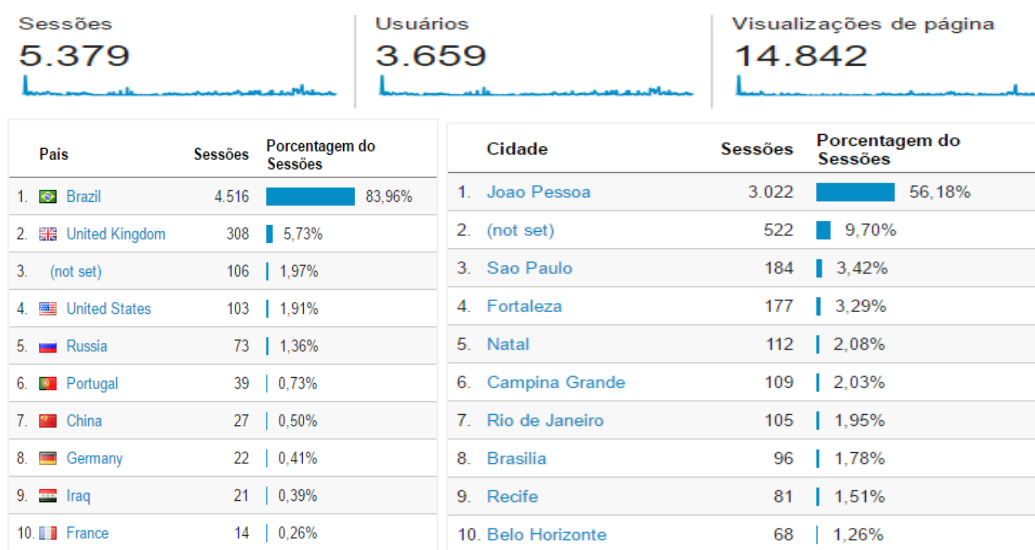 Sessões
5.379
Usuários
3.659
Visualizações de página
14.842
País Sessões Porcentagem do Sessões
1. Brazil 4.516 83,96%
2. United Kingdom 308 5,73%
3. (not set) 106 1,97%
4. United States 103 1,91%
5. Russia 73 1,36%
6. Portugal 39 0,73%
7. China 27 0,50%
8. Germany 22 0,41%
9. Iraq 21 0,39%
10. France 14 0,26%
Cidade Sessões Porcentagem do Sessões
1. Joao Pessoa 3.022 56,18%
2. (not set) 522 9,70%
3. Sao Paulo 184 3,42%
4. Fortaleza 177 3,29%
5. Natal 112 2,08%
6. Campina Grande 109 2,03%
7. Rio de Janeiro 105 1,95%
8. Brasilia 96 1,78%
9. Recife 81 1,51%
10. Belo Horizonte 68 1,26%